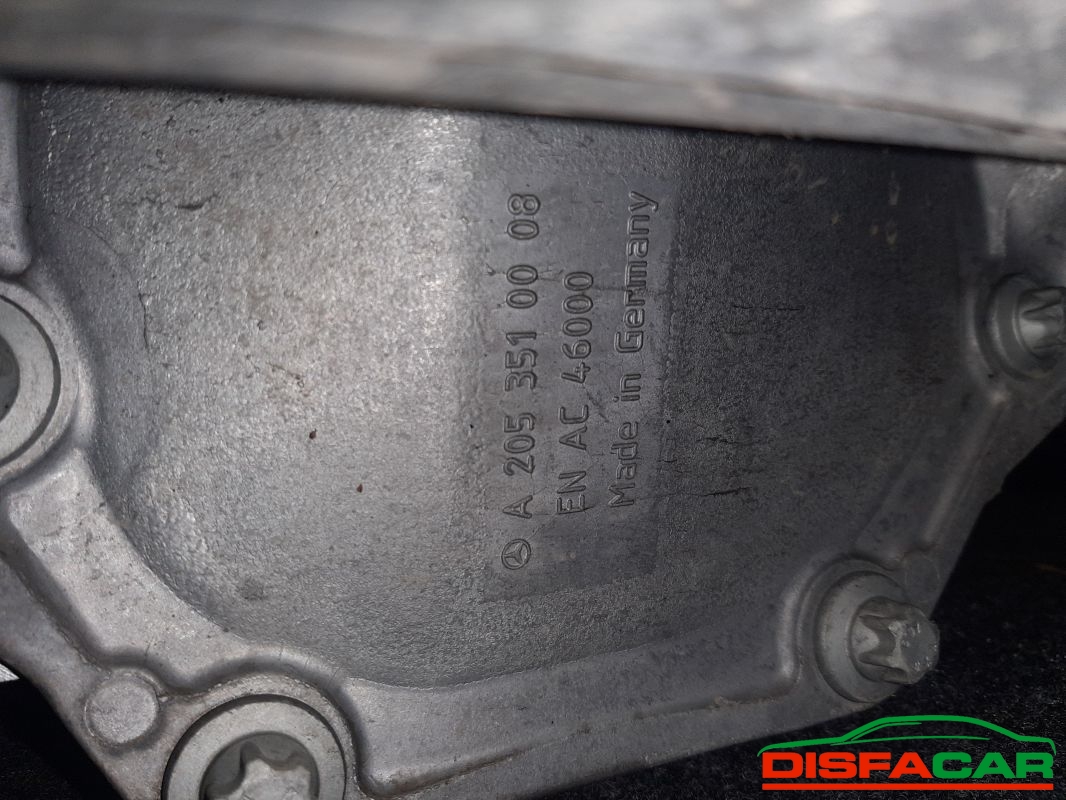 A 205 351 00 08
EN AC 46000
Made in Germany
DISFACAR